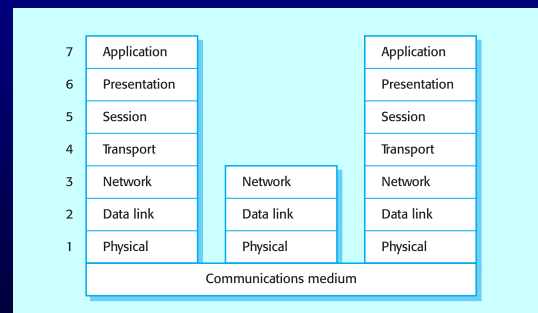 7 Application Application
6 Presentation Presentation
5 Session Session
4 Transport Transport
3 Network Network Network
2 Data link Data link Data link
1 Physical Physical Physical
Communications medium